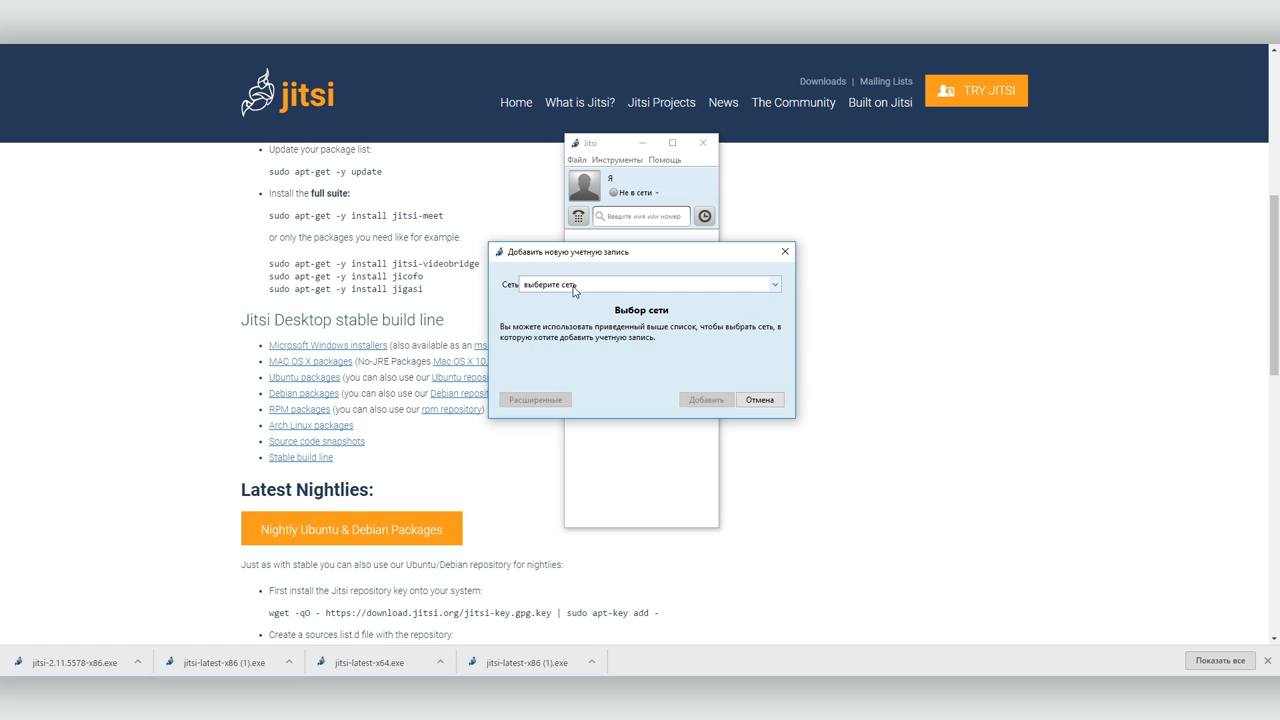 jitsi
Downloads | Mailing Lists
Home What is Jitsi? Jitsi Projects News The Community Built on Jitsi
TRY JITSI
Update your package list:
sudo apt-get -y update
Install the full suite:
sudo apt-get -y install jitsi-meet
or only the packages you need like for example:
sudo apt-get -y install jitsi-videobridge
sudo apt-get -y install jicofo
sudo apt-get -y install jigasi
Jitsi Desktop stable build line
Microsoft Windows installers (also available as an ms
MAC OS X packages (No-JRE Packages Mac OS X 10.
Ubuntu packages (you can also use our Ubuntu reposi
Debian packages (you can also use our Debian reposit
RPM packages (you can also use our rpm repository)
Arch Linux packages
Source code snapshots
Stable build line
Latest Nightlies:
Nightly Ubuntu & Debian Packages
Just as with stable you can also use our Ubuntu/Debian repository for nightlies:
First install the Jitsi repository key onto your system:
wget -qO - https://download.jitsi.org/jitsi-key.gpg.key | sudo apt-key add -
Create a sources.list.d file with the repository:
Jitsi
Файл Инструменты Помощь
Я
Не в сети
Введите имя или номер
Добавить новую учетную запись
Сеть выберите сеть
Выбор сети
Вы можете использовать приведенный выше список, чтобы выбрать сеть, в
которую хотите добавить учетную запись.
Расширенные Добавить Отмена
jitsi-2.11.5578-x86.exe jitsi-latest-x86 (1).exe jitsi-latest-x64.exe jitsi-latest-x86 (1).exe Показать все